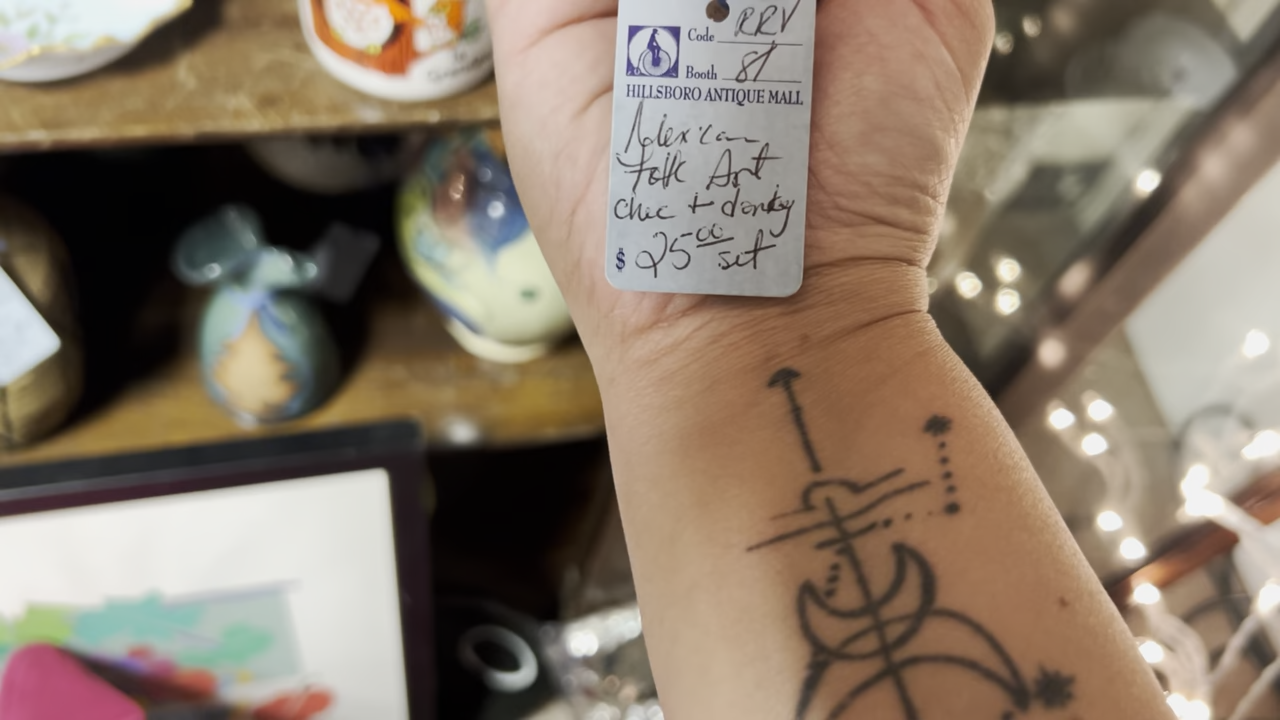 Code RRV
Booth 81
HILLSBORO ANTIQUE MALL
Mexican
Folk Art
chic + donky
$ 25.00 set